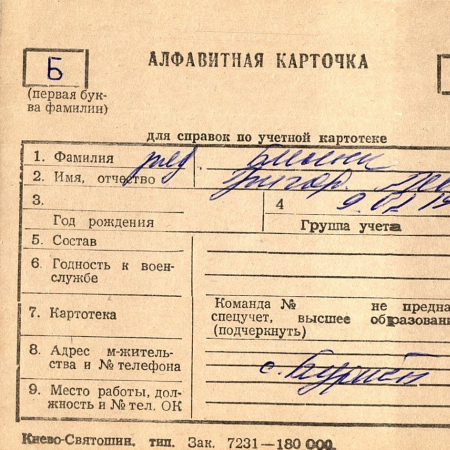 Б
АЛФАВИТНАЯ КАРТОЧКА
(первая бук-
ва фамилии)
для справок по учетной картотеке
1. Фамилия ряд.
2. Имя, отчество Григор
3.
Год рождения
4
Группа учета
5. Состав
6. Годность к воен-
службе
7. Картотека
Команда № не предна
спецучет, высшее образовани
(подчеркнуть)
8. Адрес м-житель-
ства и № телефона
с.
9. Место работы, дол-
жность и № тел. ОК
Киево-Святошин. тип. Зак. 7231—180 000.